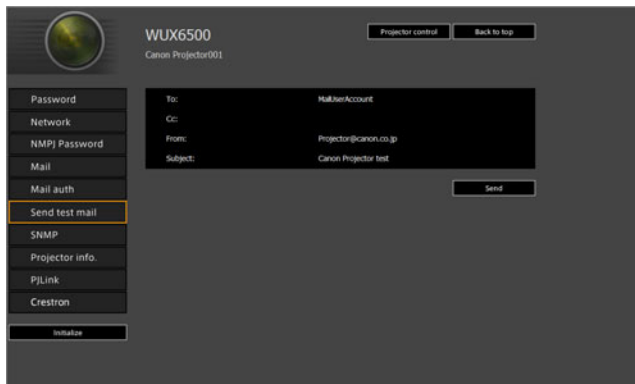 WUX6500
Projector control
Back to top
Canon Projector001
Password
Network
NMPJ Password
Mail
Mail auth
Send test mail
SNMP
Projector info.
PJLink
Crestron
Initialize
To: MailUserAccount
Cc:
From: Projector@canon.co.jp
Subject: Canon Projector test
Send